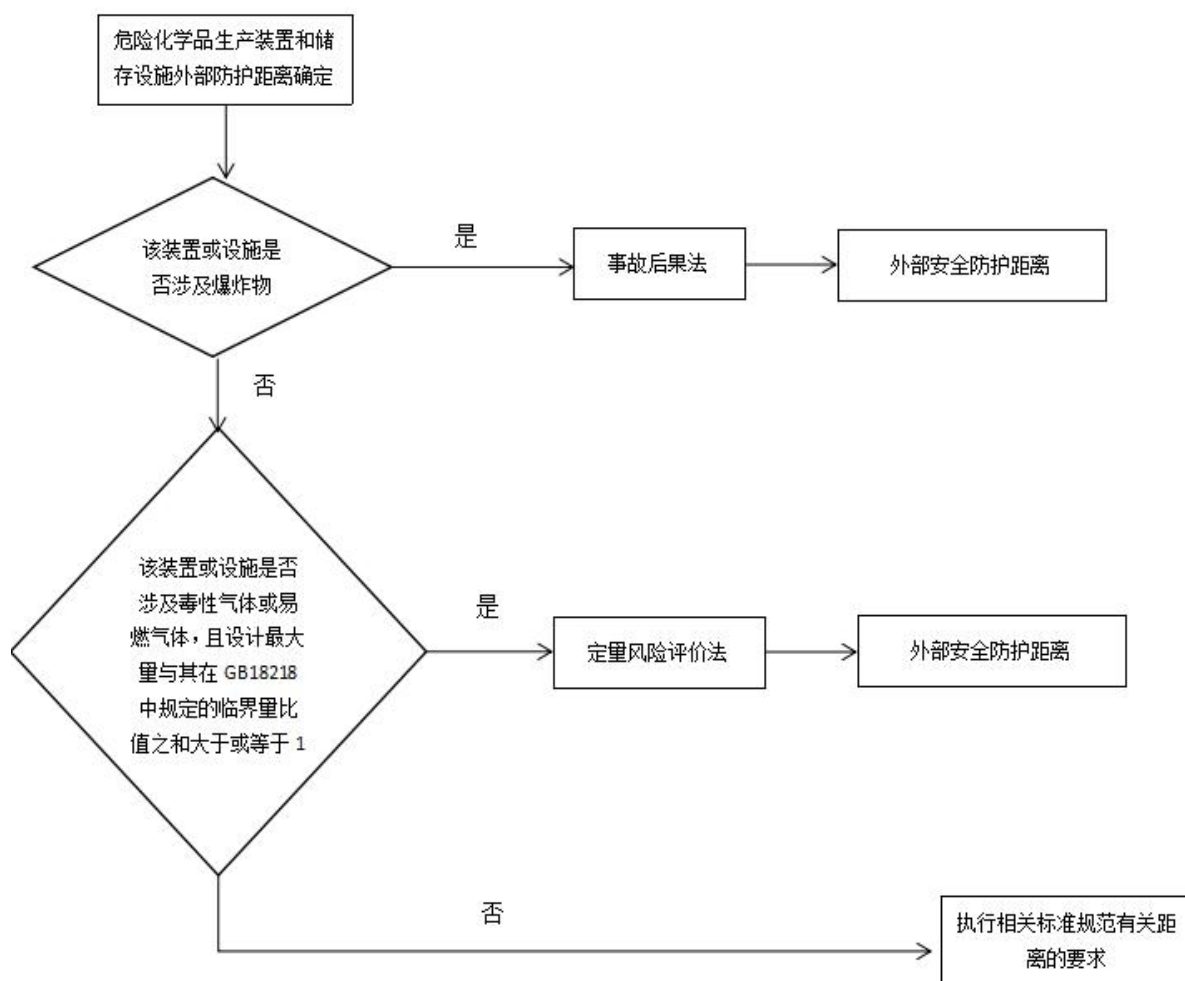 危险化学品生产装置和储
存设施外部防护距离确定
该装置或设施是
否涉及爆炸物
是
事故后果法
外部安全防护距离
否
该装置或设施是否
涉及毒性气体或易
燃气体，且设计最大
量与其在 GB18218
中规定的临界量比
值之和大于或等于 1
是
定量风险评价法
外部安全防护距离
否
执行相关标准规范有关距
离的要求